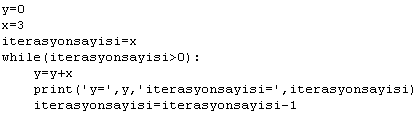 y=0
x=3
iterasyonsayisi=x
while(iterasyonsayisi>0):
    y=y+x
    print('y=',y,'iterasyonsayisi=',iterasyonsayisi)
    iterasyonsayisi=iterasyonsayisi-1